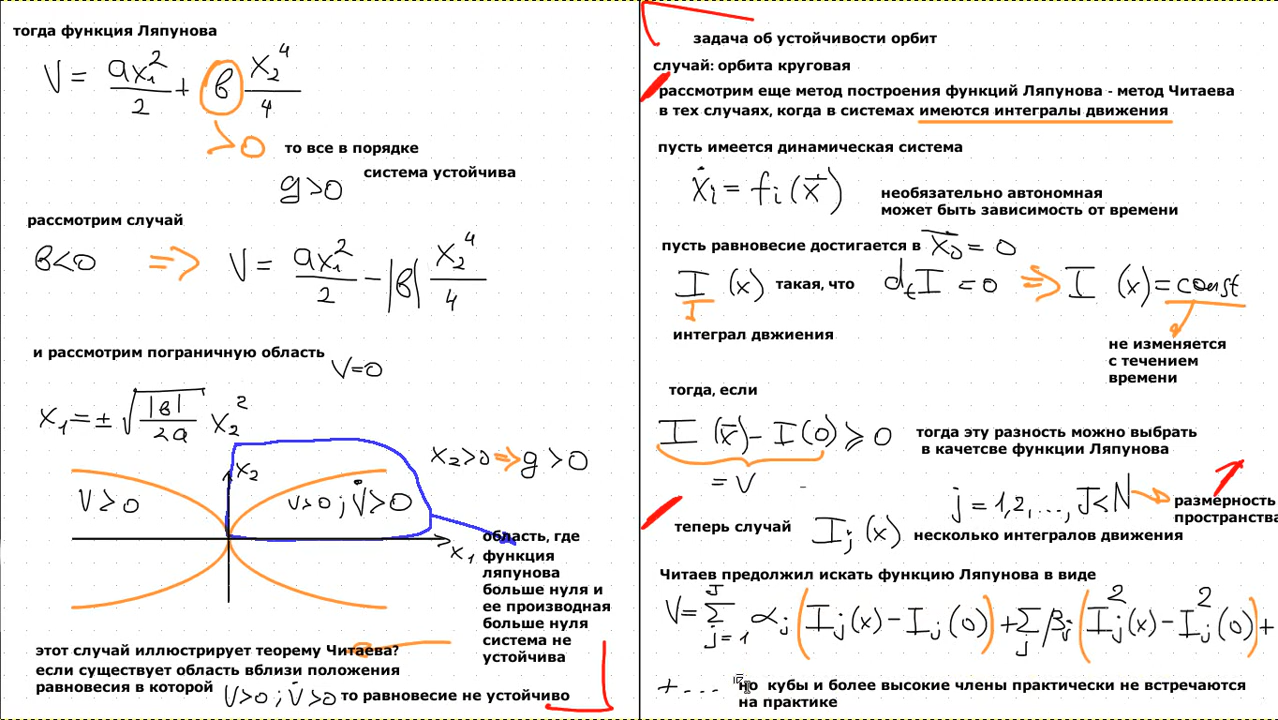 тогда функция Ляпунова
V = ax₁²/2 + в x₂⁴/4
>0
то все в порядке
g>0 система устойчива
рассмотрим случай
в<0 => V = ax₁²/2 - |в| x₂⁴/4
и рассмотрим пограничную область V=0
x₁ = ± √(|в|/2a) x₂²
x₂>0 => g>0
x₂
V>0
V>0 ; V̇>0
x₁
область, где
функция
ляпунова
больше нуля и
ее производная
больше нуля
система не
устойчива
этот случай иллюстрирует теорему Читаева?
если существует область вблизи положения
равновесия в которой V>0 ; V̇>0 то равновесие не устойчиво
задача об устойчивости орбит
случай: орбита круговая
рассмотрим еще метод построения функций Ляпунова - метод Читаева
в тех случаях, когда в системах имеются интегралы движения
пусть имеется динамическая система
ẋᵢ = fᵢ(x⃗)
необязательно автономная
может быть зависимость от времени
пусть равновесие достигается в x₀ = 0
I (x) такая, что dₜI = 0 => I (x) = const
интеграл двжиения
не изменяется
с течением
времени
тогда, если
I (x⃗) - I(0) ⩾ 0
= V
тогда эту разность можно выбрать
в качетсве функции Ляпунова
j = 1,2,..., J<N
размерность
пространства
теперь случай Iⱼ(x) несколько интегралов движения
Читаев предолжил искать функцию Ляпунова в виде
V = Σ_{j=1}^{J} αⱼ (Iⱼ(x) - Iⱼ(0)) + Σ_{j} βⱼ (Iⱼ²(x) - Iⱼ²(0)) +
+ ... но кубы и более высокие члены практически не встречаются
на практике